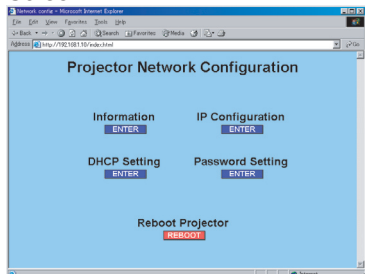 Network config - Microsoft Internet Explorer
File Edit View Favorites Tools Help
Back Search Favorites Media
Address http://192.168.1.10/index.html Go
Projector Network Configuration
Information IP Configuration
ENTER ENTER
DHCP Setting Password Setting
ENTER ENTER
Reboot Projector
REBOOT
Internet